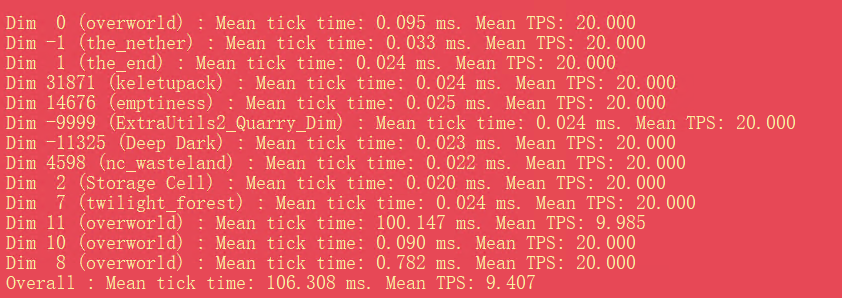 Dim  0 (overworld) : Mean tick time: 0.095 ms. Mean TPS: 20.000
Dim -1 (the_nether) : Mean tick time: 0.033 ms. Mean TPS: 20.000
Dim  1 (the_end) : Mean tick time: 0.024 ms. Mean TPS: 20.000
Dim 31871 (keletupack) : Mean tick time: 0.024 ms. Mean TPS: 20.000
Dim 14676 (emptiness) : Mean tick time: 0.025 ms. Mean TPS: 20.000
Dim -9999 (ExtraUtils2_Quarry_Dim) : Mean tick time: 0.024 ms. Mean TPS: 20.000
Dim -11325 (Deep Dark) : Mean tick time: 0.023 ms. Mean TPS: 20.000
Dim 4598 (nc_wasteland) : Mean tick time: 0.022 ms. Mean TPS: 20.000
Dim  2 (Storage Cell) : Mean tick time: 0.020 ms. Mean TPS: 20.000
Dim  7 (twilight_forest) : Mean tick time: 0.024 ms. Mean TPS: 20.000
Dim 11 (overworld) : Mean tick time: 100.147 ms. Mean TPS: 9.985
Dim 10 (overworld) : Mean tick time: 0.090 ms. Mean TPS: 20.000
Dim  8 (overworld) : Mean tick time: 0.782 ms. Mean TPS: 20.000
Overall : Mean tick time: 106.308 ms. Mean TPS: 9.407